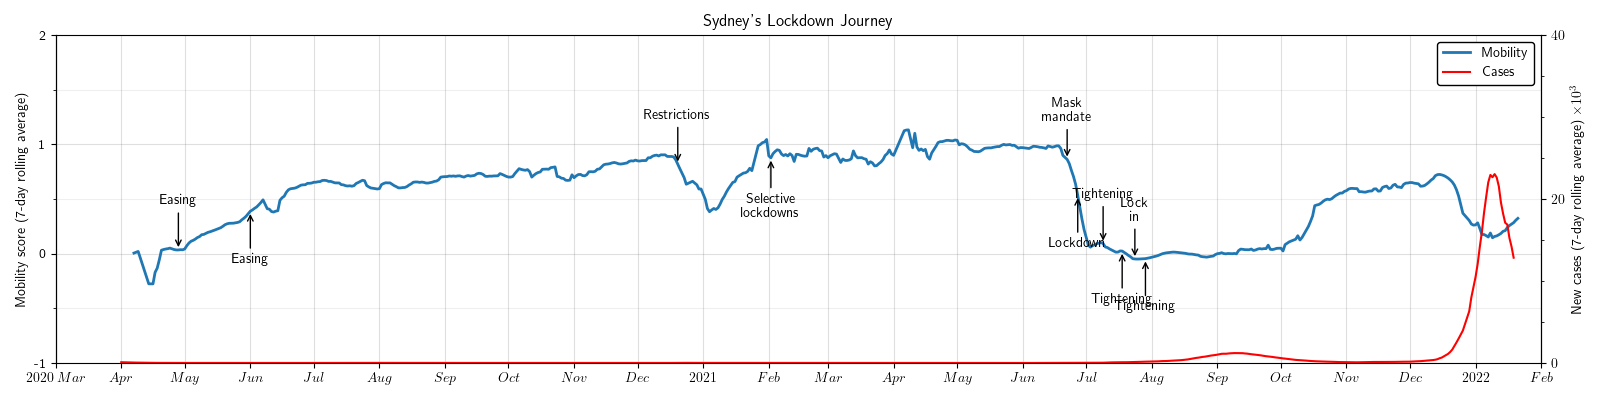 Sydney's Lockdown Journey
2
40
Mobility
Cases
Mask
mandate
Restrictions
1
Easing
Tightening
Lock
in
Selective
lockdowns
20
Easing
Lockdown
0
Tightening
Tightening
-1
0
Mobility score (7-day rolling average)
New cases (7-day rolling average) ×10³
2020 Mar Apr May Jun Jul Aug Sep Oct Nov Dec 2021 Feb Mar Apr May Jun Jul Aug Sep Oct Nov Dec 2022 Feb